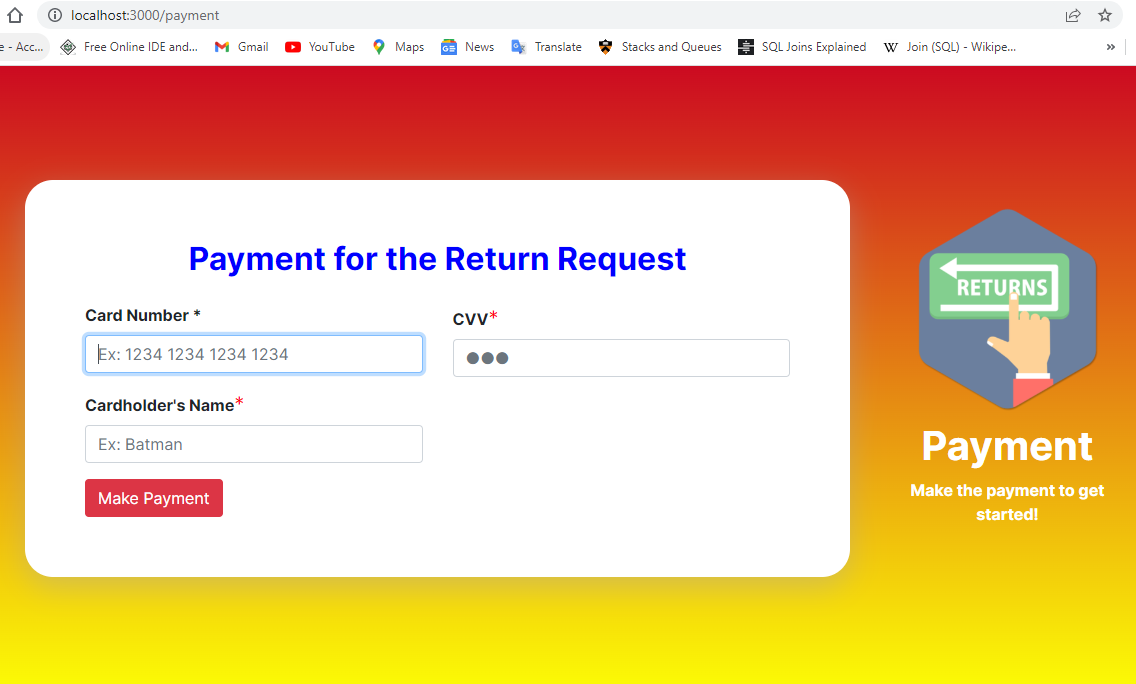 localhost:3000/payment
e - Acc...
Free Online IDE and...
Gmail
YouTube
Maps
News
Translate
Stacks and Queues
SQL Joins Explained
W
Join (SQL) - Wikipe...
»
Payment for the Return Request
Card Number *
CVV*
Ex: 1234 1234 1234 1234
●●●
Cardholder's Name*
Ex: Batman
Make Payment
RETURNS
Payment
Make the payment to get
started!